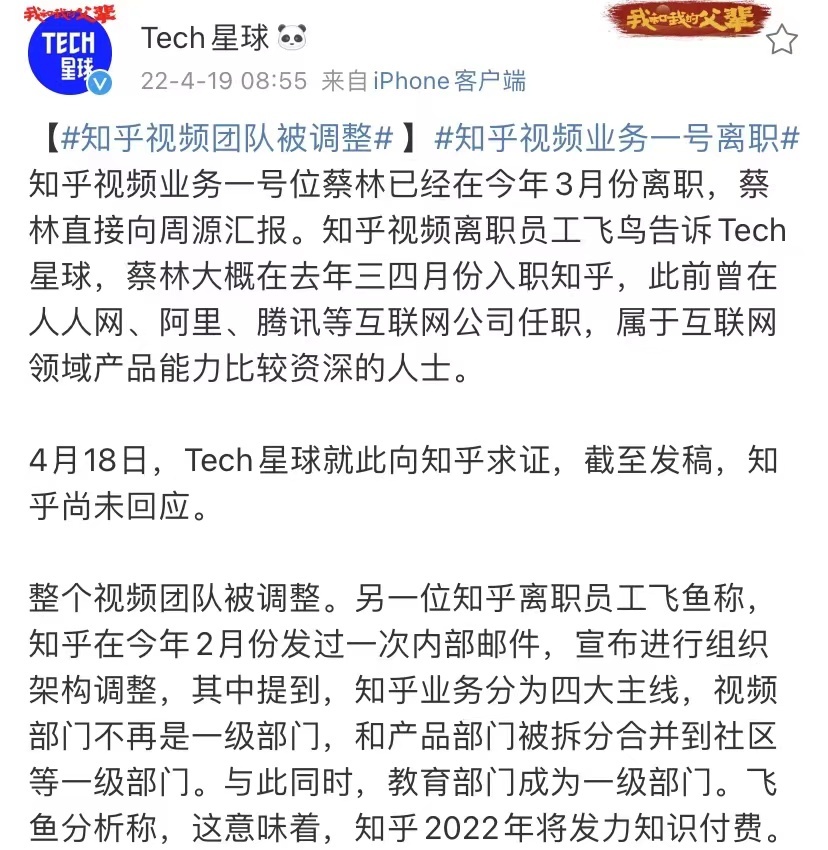 我和我的父辈
我和我的父辈
TECH
星球
Tech星球
22-4-19 08:55 来自 iPhone客户端
【#知乎视频团队被调整#】#知乎视频业务一号离职#
知乎视频业务一号位蔡林已经在今年3月份离职，蔡
林直接向周源汇报。知乎视频离职员工飞鸟告诉Tech
星球，蔡林大概在去年三四月份入职知乎，此前曾在
人人网、阿里、腾讯等互联网公司任职，属于互联网
领域产品能力比较资深的人士。
4月18日，Tech星球就此向知乎求证，截至发稿，知
乎尚未回应。
整个视频团队被调整。另一位知乎离职员工飞鱼称，
知乎在今年2月份发过一次内部邮件，宣布进行组织
架构调整，其中提到，知乎业务分为四大主线，视频
部门不再是一级部门，和产品部门被拆分合并到社区
等一级部门。与此同时，教育部门成为一级部门。飞
鱼分析称，这意味着，知乎2022年将发力知识付费。